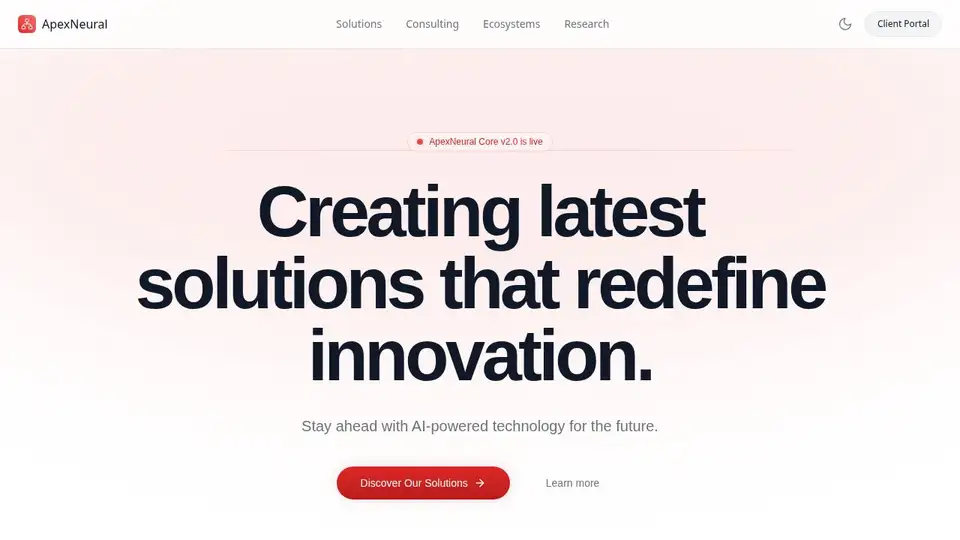 ApexNeural
Solutions
Consulting
Ecosystems
Research
Client Portal
ApexNeural Core v2.0 is live
Creating latest
solutions that redefine
innovation.
Stay ahead with AI-powered technology for the future.
Discover Our Solutions
Learn more